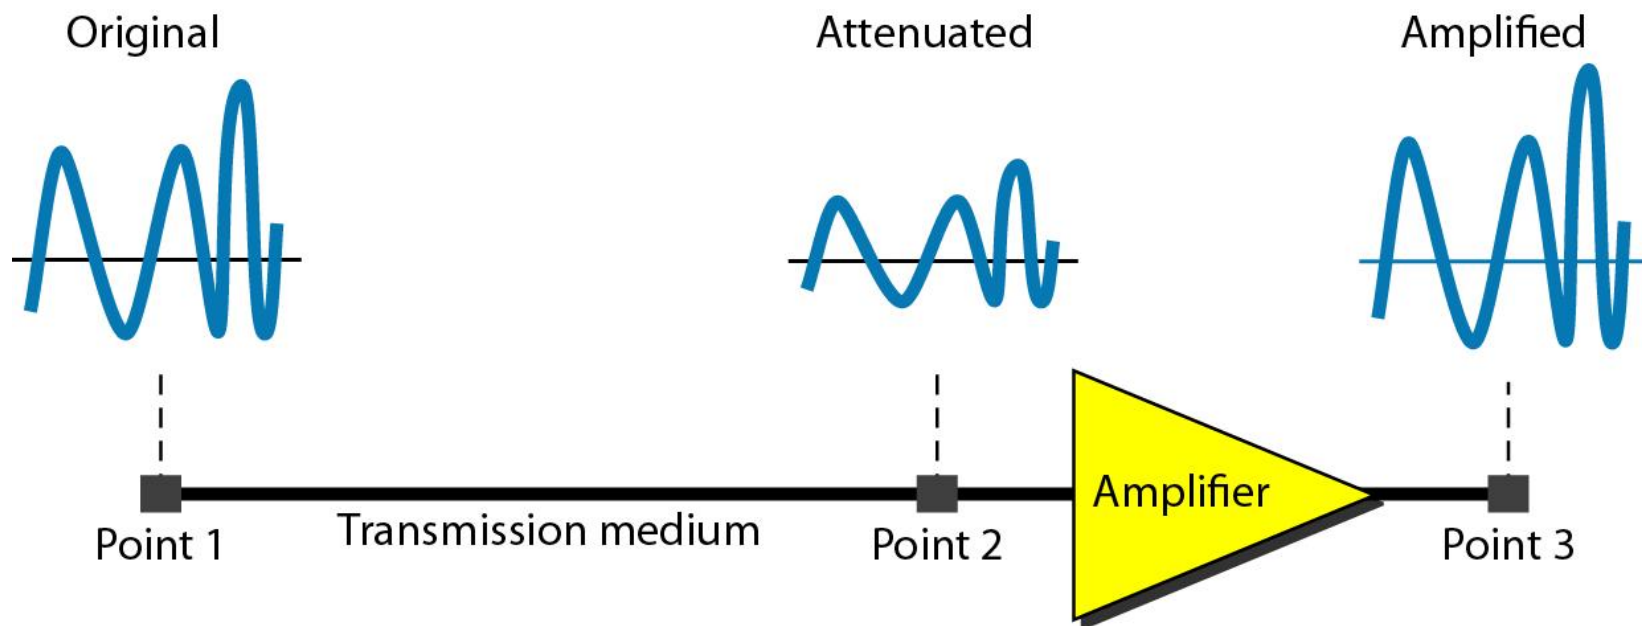 Original
Attenuated
Amplified
Amplifier
Transmission medium
Point 1
Point 2
Point 3